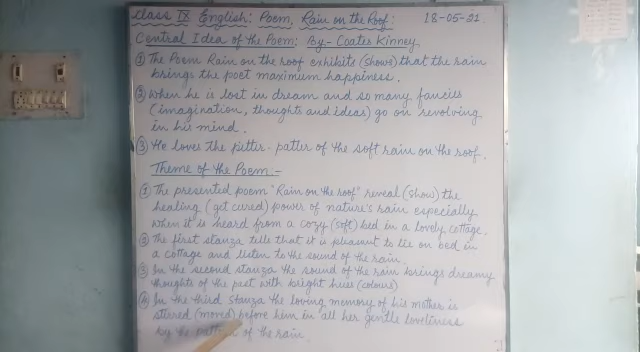 Class IX English: Poem, Rain on the Roof: 18-05-21.
Central Idea of the Poem: By:- Coates Kinney.
① The Poem Rain on the roof exhibits (shows) that the rain
brings the poet maximum happiness.
② When he is lost in dream and so many fancies
(imagination, thoughts and ideas) go on revolving
in his mind.
③ He loves the pitter-patter of the soft rain on the roof.
Theme of the Poem -
① The presented poem "Rain on the roof" reveal (show) the
healing (get cured) power of nature's rain especially
when it is heard from a cozy (soft) bed in a lovely cottage.
② The first stanza tells that it is pleasant to lie on bed in
a cottage and listen to the sound of the rain.
③ In the second stanza the sound of the rain brings dreamy
thoughts of the past with bright hues (colours)
④ In the third stanza the loving memory of his mother is
stirred (moved) before him in all her gentle loveliness
by the patter of the rain.